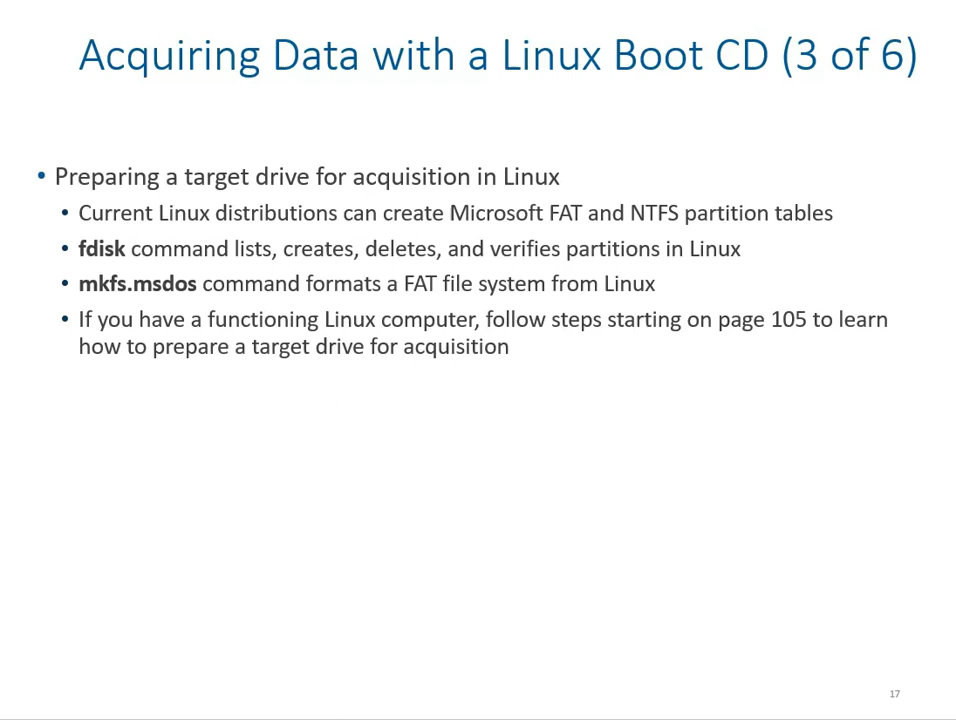 Acquiring Data with a Linux Boot CD (3 of 6)
• Preparing a target drive for acquisition in Linux
• Current Linux distributions can create Microsoft FAT and NTFS partition tables
• fdisk command lists, creates, deletes, and verifies partitions in Linux
• mkfs.msdos command formats a FAT file system from Linux
• If you have a functioning Linux computer, follow steps starting on page 105 to learn
how to prepare a target drive for acquisition
17